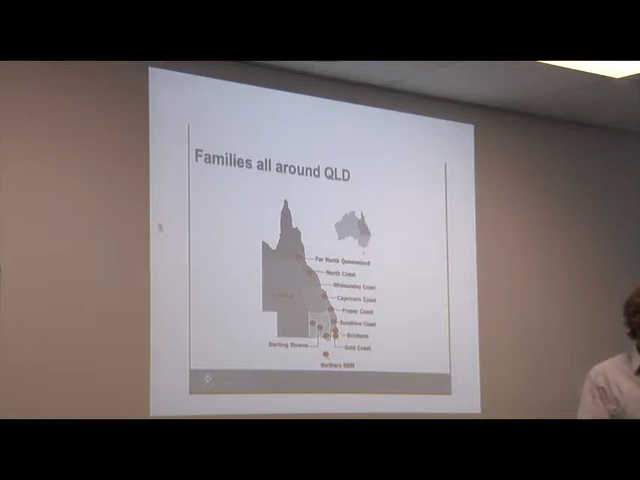 Families all around QLD
Far North Queensland
North Coast
Whitsunday Coast
Capricorn Coast
Fraser Coast
Sunshine Coast
Brisbane
Darling Downs
Gold Coast
Northern NSW